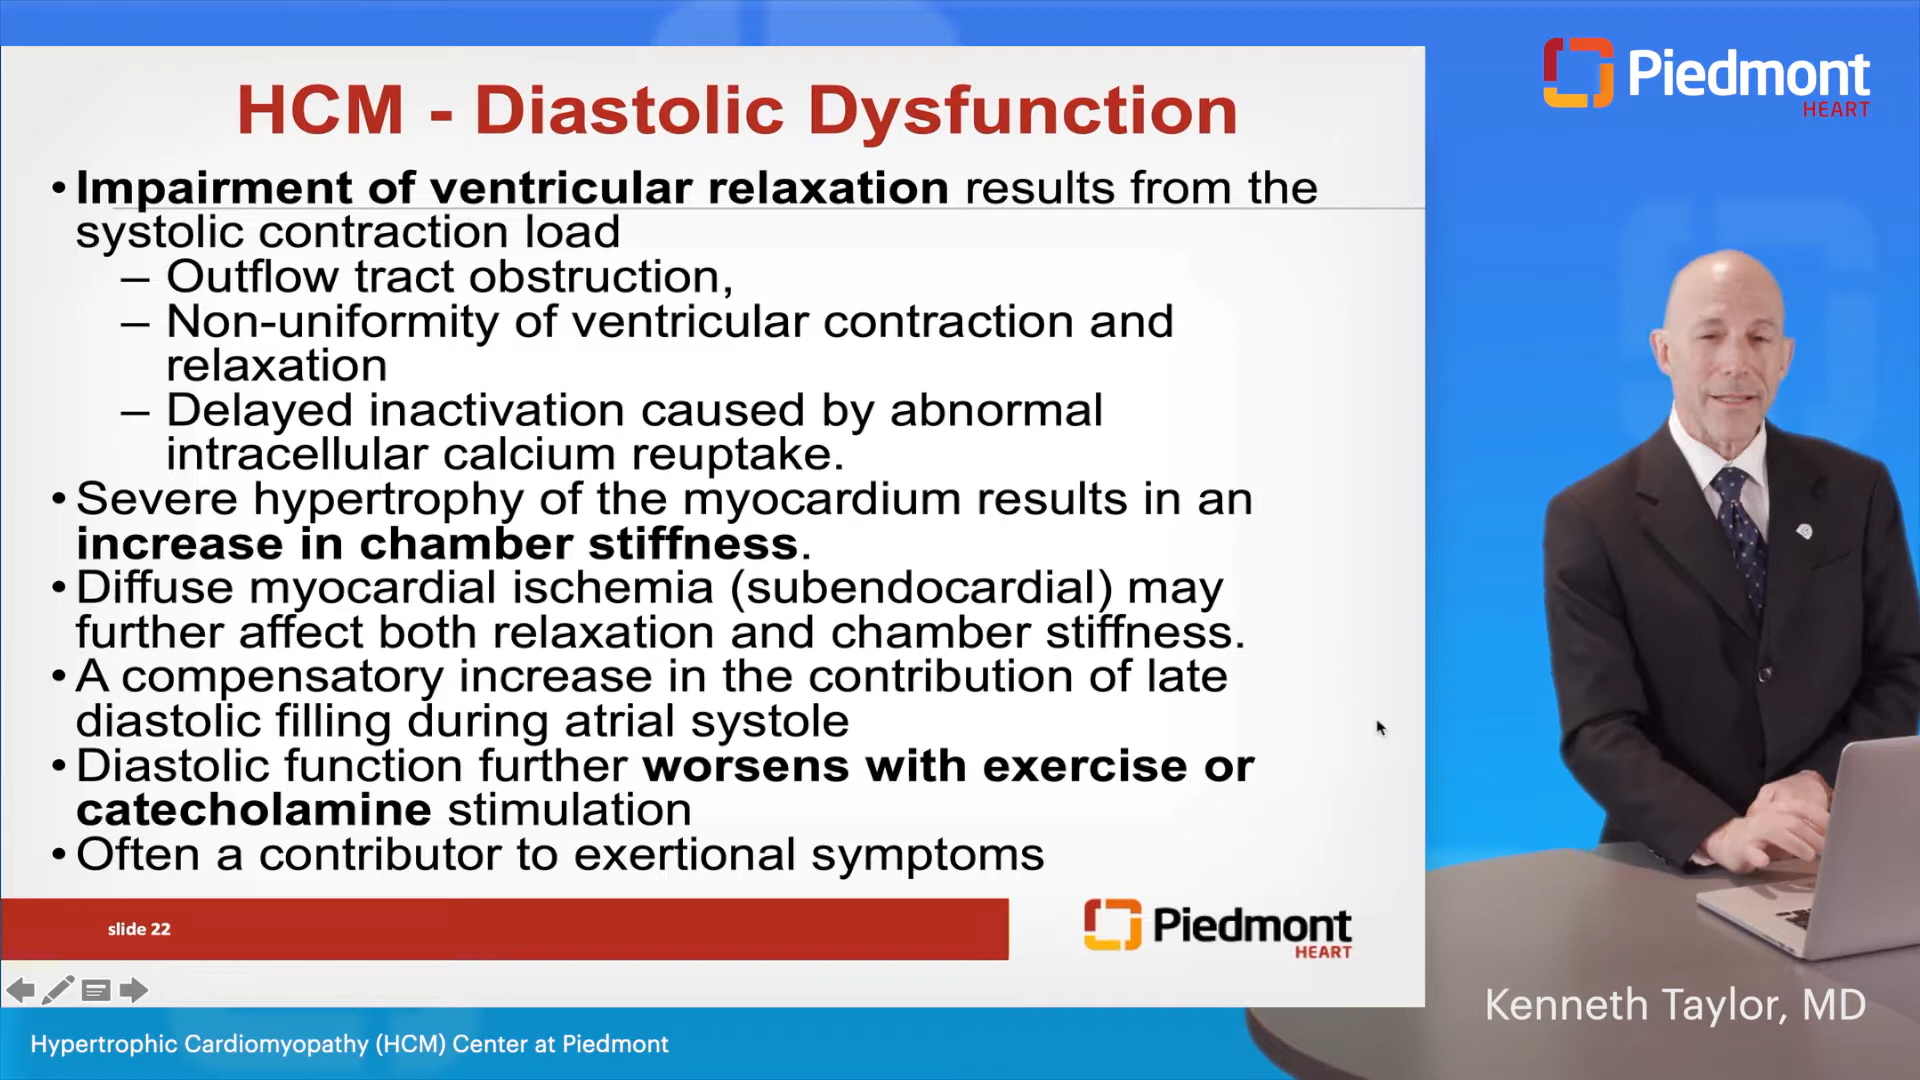 Piedmont
HEART
HCM - Diastolic Dysfunction
• Impairment of ventricular relaxation results from the
systolic contraction load
– Outflow tract obstruction,
– Non-uniformity of ventricular contraction and
relaxation
– Delayed inactivation caused by abnormal
intracellular calcium reuptake.
• Severe hypertrophy of the myocardium results in an
increase in chamber stiffness.
• Diffuse myocardial ischemia (subendocardial) may
further affect both relaxation and chamber stiffness.
• A compensatory increase in the contribution of late
diastolic filling during atrial systole
• Diastolic function further worsens with exercise or
catecholamine stimulation
• Often a contributor to exertional symptoms
slide 22
Piedmont
HEART
Kenneth Taylor, MD
Hypertrophic Cardiomyopathy (HCM) Center at Piedmont